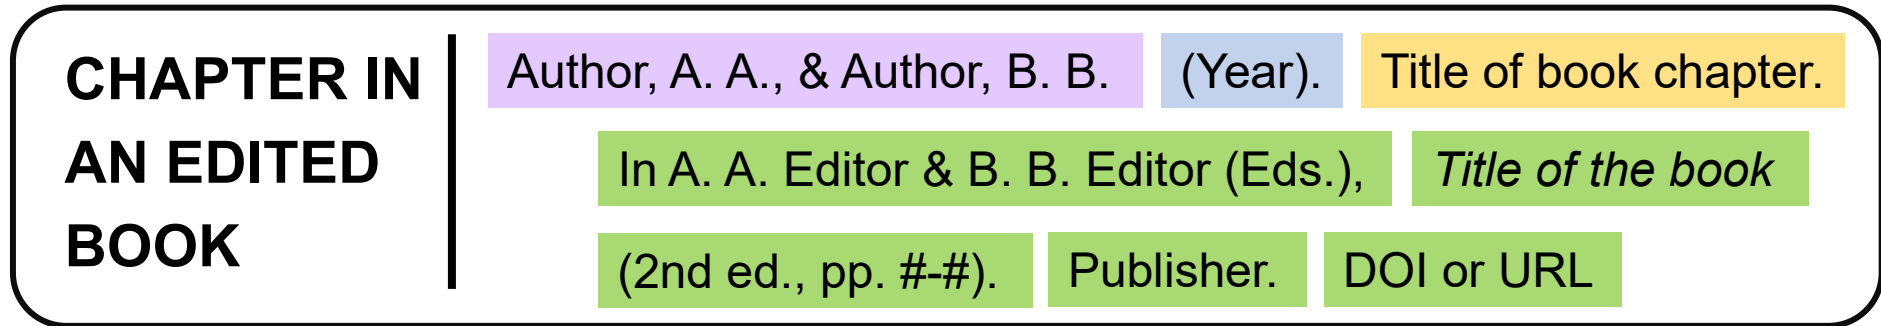 CHAPTER IN
AN EDITED
BOOK
Author, A. A., & Author, B. B. (Year). Title of book chapter.
In A. A. Editor & B. B. Editor (Eds.), Title of the book
(2nd ed., pp. #-#). Publisher. DOI or URL